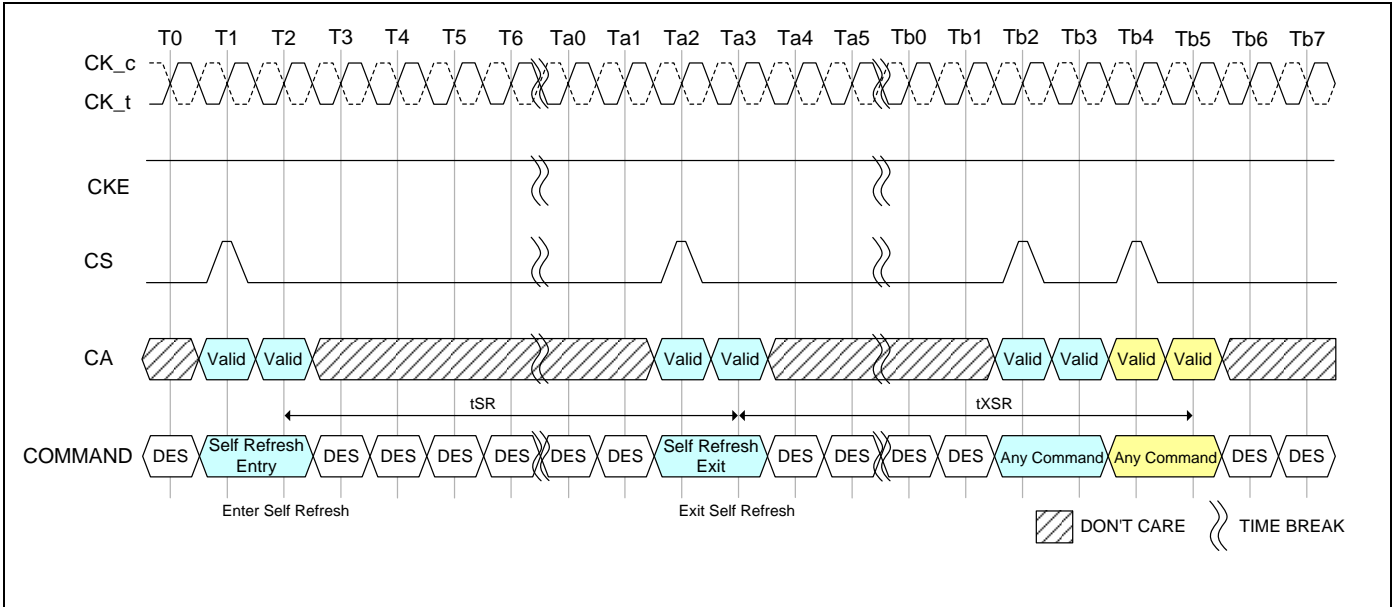 T0 T1 T2 T3 T4 T5 T6 Ta0 Ta1 Ta2 Ta3 Ta4 Ta5 Tb0 Tb1 Tb2 Tb3 Tb4 Tb5 Tb6 Tb7
CK_c
CK_t
CKE
CS
CA Valid Valid Valid Valid Valid Valid Valid Valid
tSR tXSR
COMMAND DES Self Refresh Entry DES DES DES DES DES DES Self Refresh Exit DES DES DES DES Any Command Any Command DES DES
Enter Self Refresh Exit Self Refresh
DON'T CARE TIME BREAK